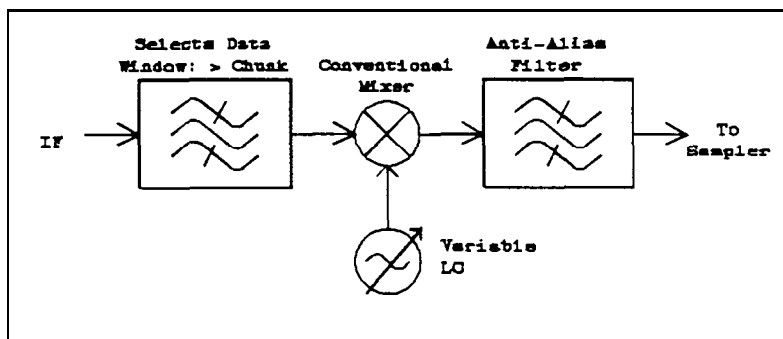 Selects Data
Window: > Chunk
Conventional
Mixer
Anti-Alias
Filter
IF
To
Sampler
Variable
LO